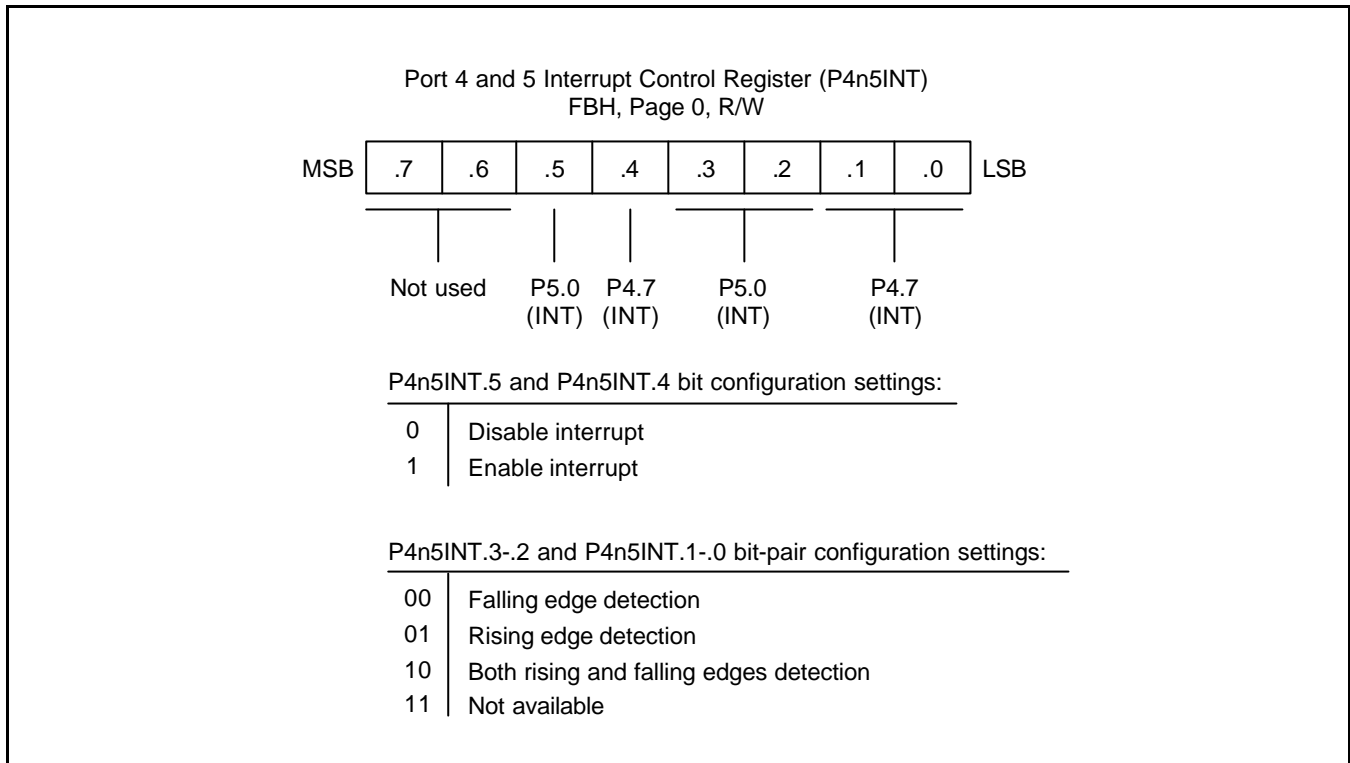 Port 4 and 5 Interrupt Control Register (P4n5INT)
FBH, Page 0, R/W
MSB .7 .6 .5 .4 .3 .2 .1 .0 LSB
Not used P5.0 P4.7 P5.0 P4.7
(INT) (INT) (INT) (INT)
P4n5INT.5 and P4n5INT.4 bit configuration settings:
0 Disable interrupt
1 Enable interrupt
P4n5INT.3-.2 and P4n5INT.1-.0 bit-pair configuration settings:
00 Falling edge detection
01 Rising edge detection
10 Both rising and falling edges detection
11 Not available